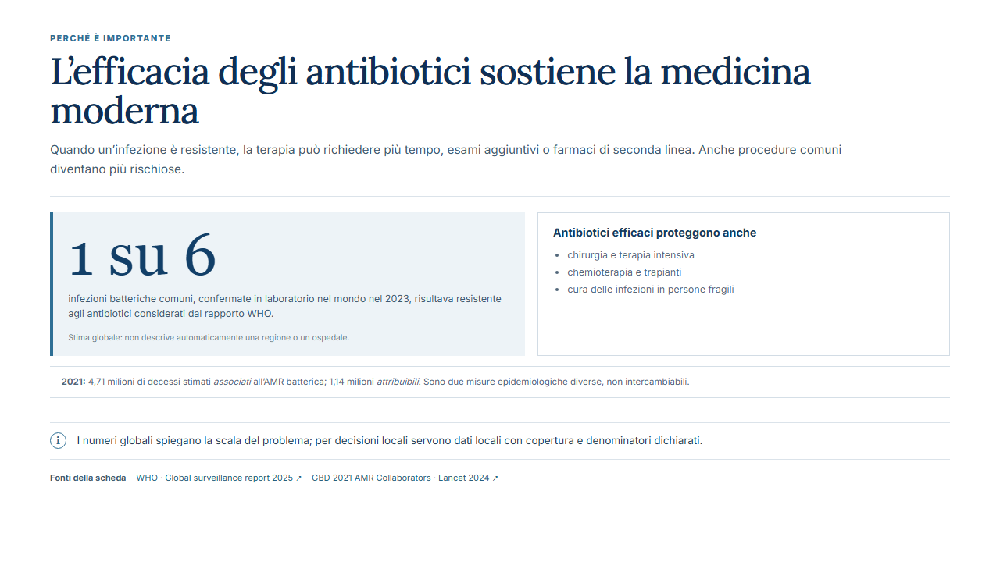 PERCHÉ È IMPORTANTE
L’efficacia degli antibiotici sostiene la medicina
moderna
Quando un’infezione è resistente, la terapia può richiedere più tempo, esami aggiuntivi o farmaci di seconda linea. Anche procedure comuni
diventano più rischiose.
1 su 6
infezioni batteriche comuni, confermate in laboratorio nel mondo nel 2023, risultava resistente
agli antibiotici considerati dal rapporto WHO.
Stima globale: non descrive automaticamente una regione o un ospedale.
Antibiotici efficaci proteggono anche
• chirurgia e terapia intensiva
• chemioterapia e trapianti
• cura delle infezioni in persone fragili
2021: 4,71 milioni di decessi stimati associati all’AMR batterica; 1,14 milioni attribuibili. Sono due misure epidemiologiche diverse, non intercambiabili.
i I numeri globali spiegano la scala del problema; per decisioni locali servono dati locali con copertura e denominatori dichiarati.
Fonti della scheda WHO · Global surveillance report 2025 ↗ GBD 2021 AMR Collaborators · Lancet 2024 ↗